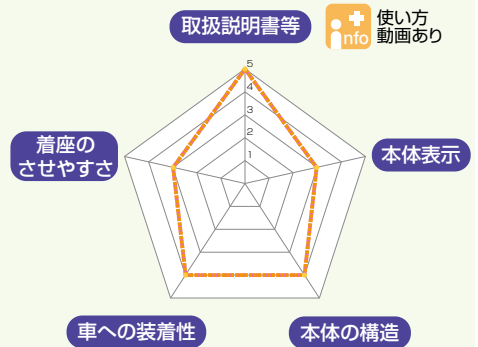 取扱説明書等
info
使い方
動画あり
5
4
3
2
1
着座の
させやすさ
本体表示
車への装着性
本体の構造